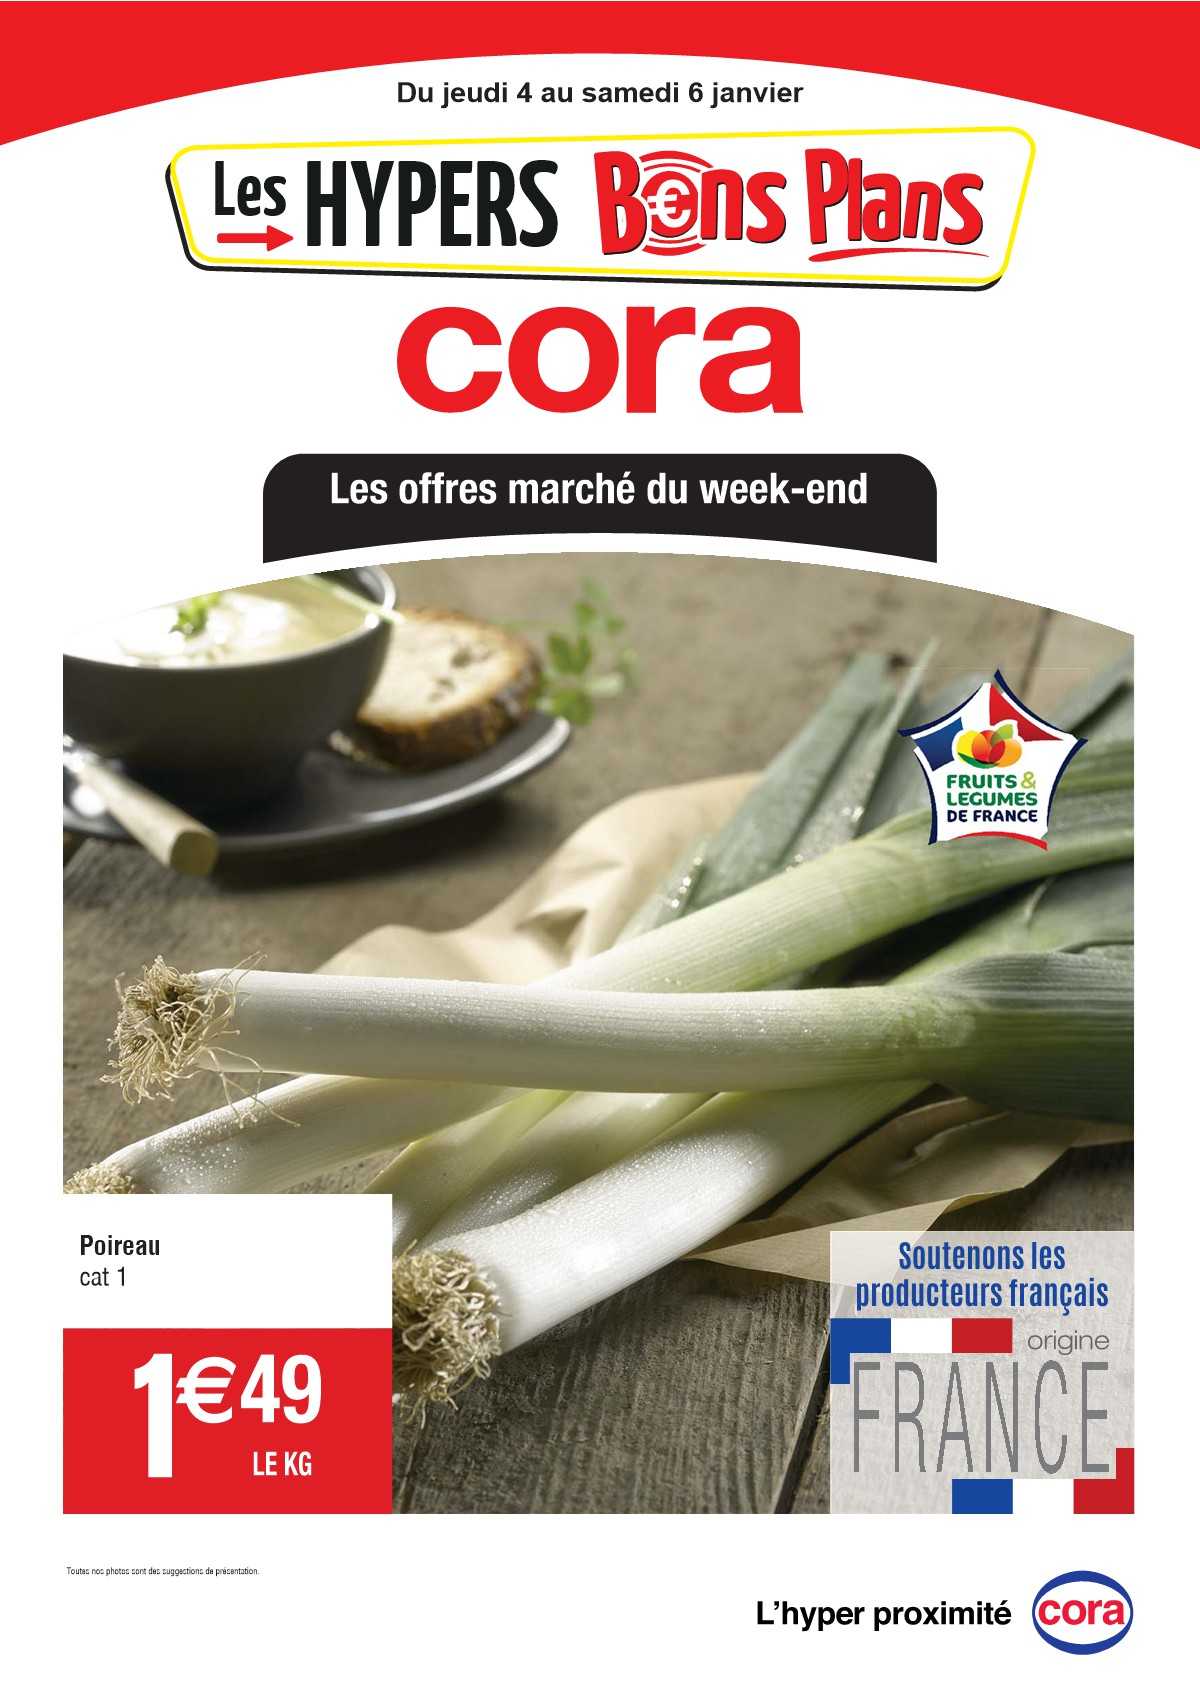 Du jeudi 4 au samedi 6 janvier
Les HYPERS Bons Plans
cora
Les offres marché du week-end
FRUITS &
LEGUMES
DE FRANCE
Poireau
cat 1
1€49
LE KG
Soutenons les
producteurs français
origine
FRANCE
Toutes nos photos sont des suggestions de présentation.
L'hyper proximité cora